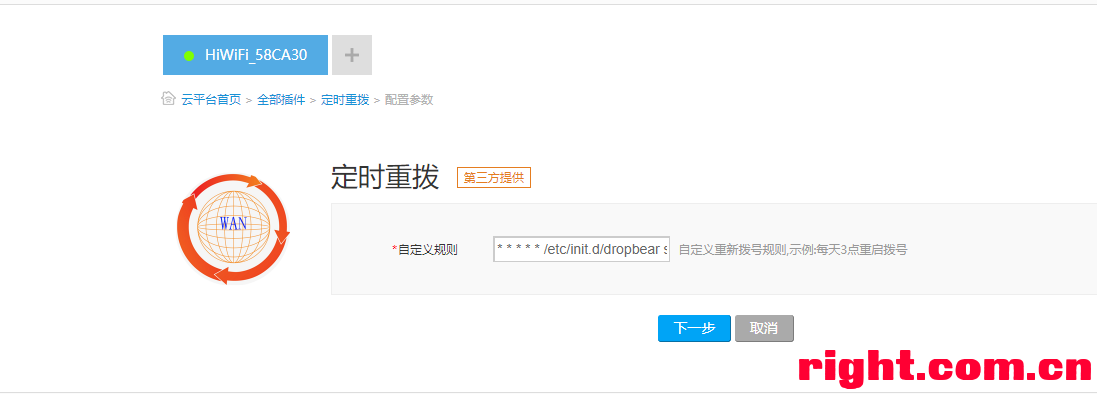 HiWiFi_58CA30 +
云平台首页 > 全部插件 > 定时重拨 > 配置参数
定时重拨 第三方提供
WAN
*自定义规则 * * * * * /etc/init.d/dropbear s 自定义重新拨号规则,示例:每天3点重启拨号
下一步 取消
right.com.cn